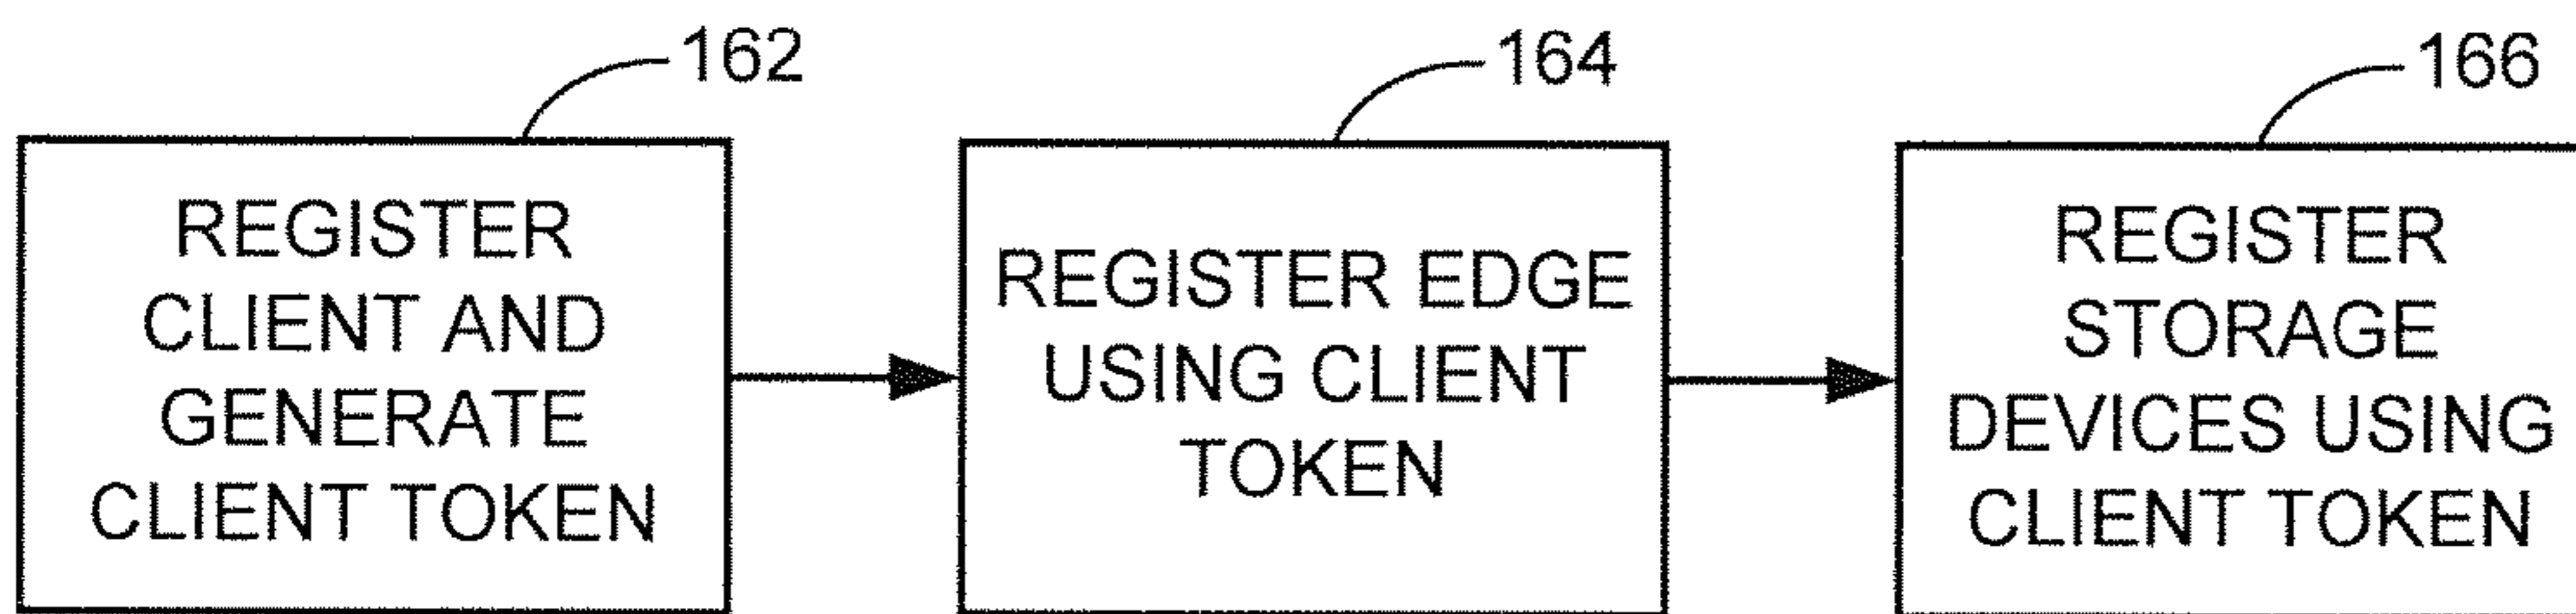 162
REGISTER
CLIENT AND
GENERATE
CLIENT TOKEN
164
REGISTER EDGE
USING CLIENT
TOKEN
166
REGISTER
STORAGE
DEVICES USING
CLIENT TOKEN